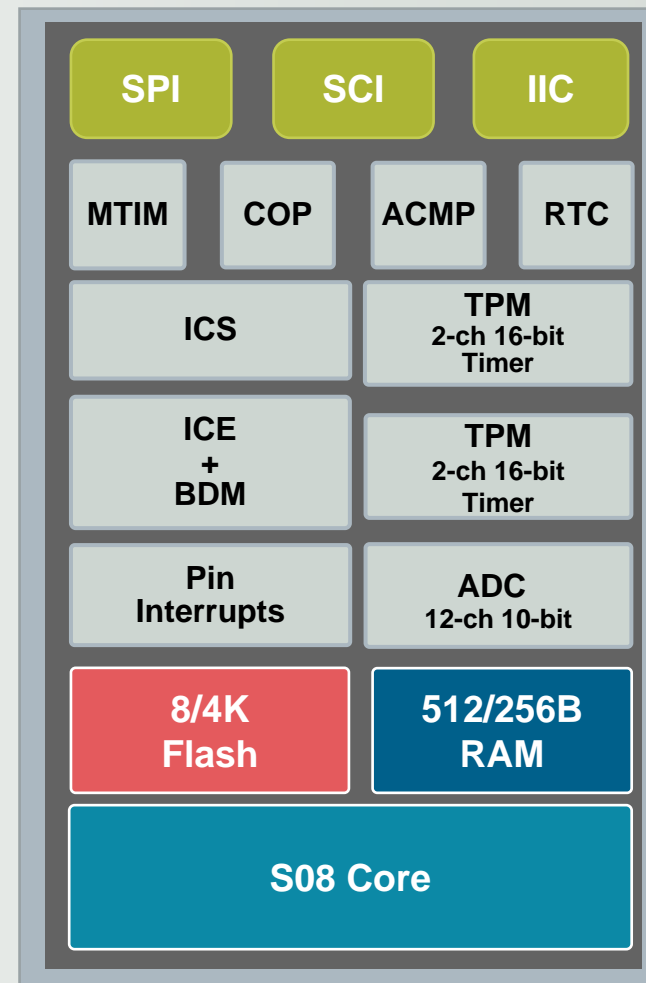 SPI
SCI
IIC
MTIM
COP
ACMP
RTC
ICS
TPM
2-ch 16-bit
Timer
ICE
+
BDM
TPM
2-ch 16-bit
Timer
Pin
Interrupts
ADC
12-ch 10-bit
8/4K
Flash
512/256B
RAM
S08 Core